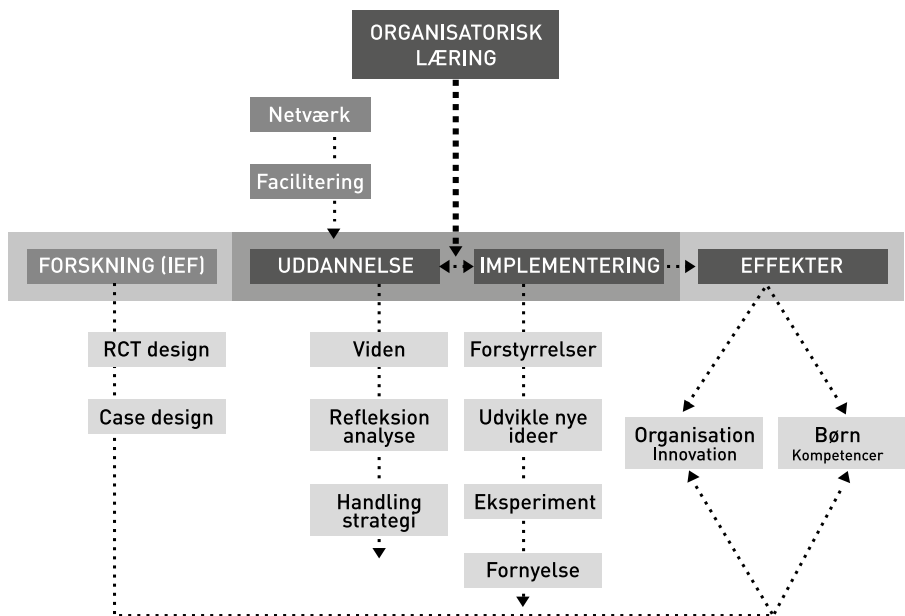 ORGANISATORISK
LÆRING
Netværk
Facilitering
FORSKNING (IEF)
UDDANNELSE
IMPLEMENTERING
EFFEKTER
RCT design
Case design
Viden
Refleksion
analyse
Handling
strategi
Forstyrrelser
Udvikle nye
ideer
Eksperiment
Fornyelse
Organisation
Innovation
Børn
Kompetencer